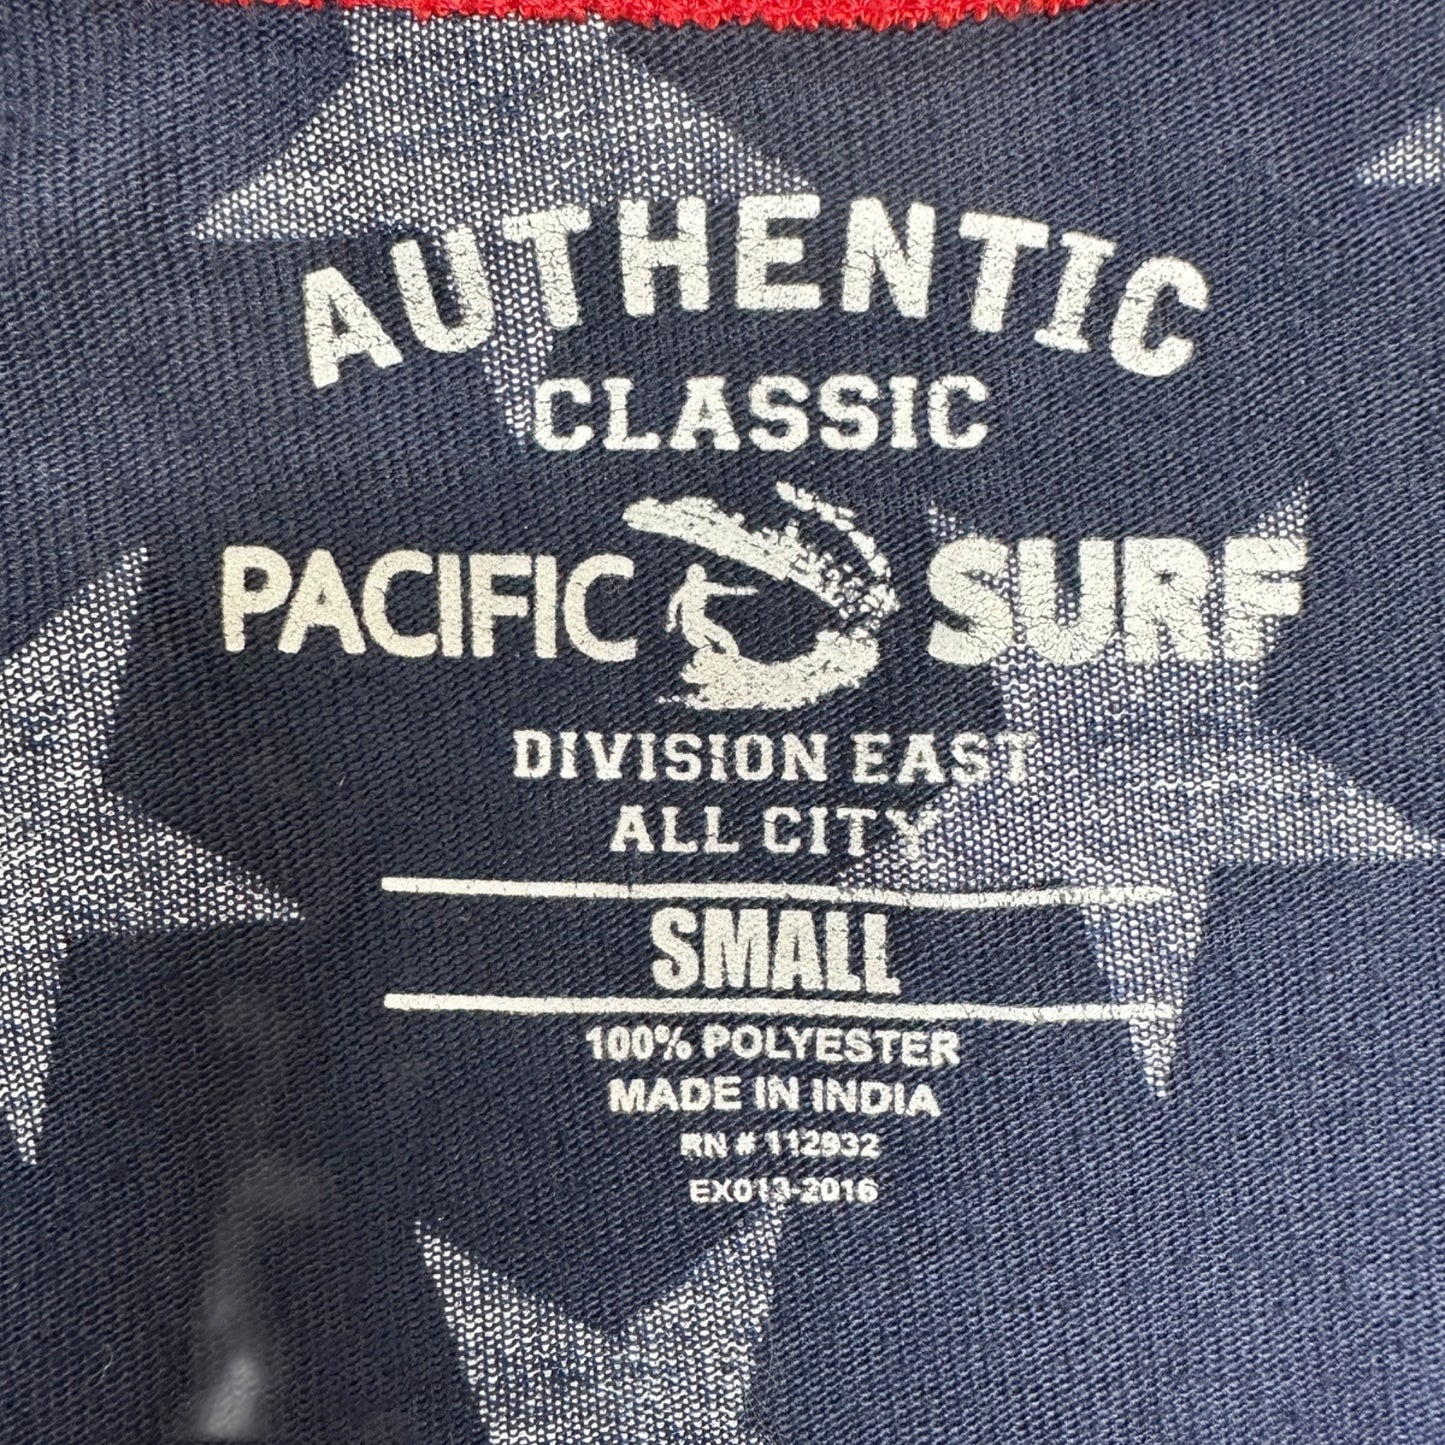 AUTHENTIC
CLASSIC
PACIFIC SURF
DIVISION EAST
ALL CITY
SMALL
100% POLYESTER
MADE IN INDIA
RN # 112932
EX013-2016